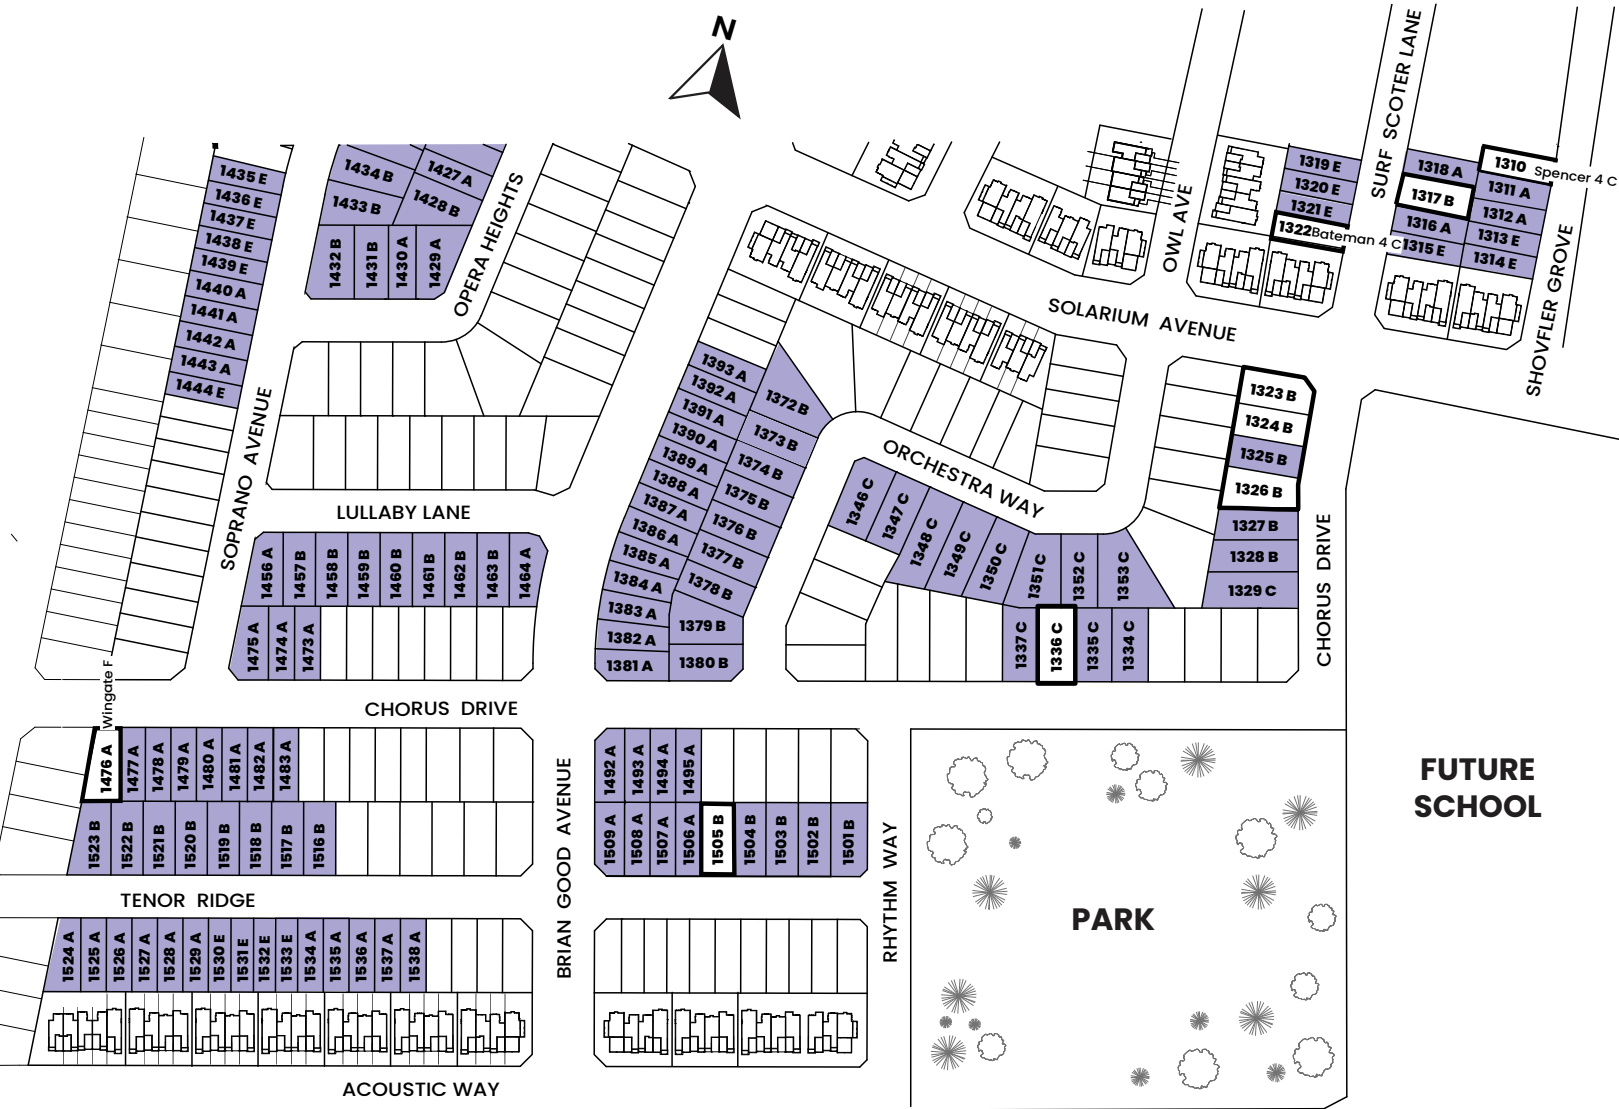 N
1435 E
1436 E
1437 E
1438 E
1439 E
1440 A
1441 A
1442 A
1443 A
1444 E
SOPRANO AVENUE
1434 B
1427 A
1433 B
1428 B
1432 B
1431 B
1430 A
1429 A
OPERA HEIGHTS
LULLABY LANE
1456 A
1457 B
1458 B
1459 B
1460 B
1461 B
1462 B
1463 B
1464 A
1475 A
1474 A
1473 A
CHORUS DRIVE
Wingate F
1476 A
1477 A
1478 A
1479 A
1480 A
1481 A
1482 A
1483 A
1523 B
1522 B
1521 B
1520 B
1519 B
1518 B
1517 B
1516 B
TENOR RIDGE
1524 A
1525 A
1526 A
1527 A
1528 A
1529 A
1530 E
1531 E
1532 E
1533 E
1534 A
1535 A
1536 A
1537 A
1538 A
ACOUSTIC WAY
BRIAN GOOD AVENUE
1393 A
1392 A
1391 A
1390 A
1389 A
1388 A
1387 A
1386 A
1385 A
1384 A
1383 A
1382 A
1381 A
1372 B
1373 B
1374 B
1375 B
1376 B
1377 B
1378 B
1379 B
1380 B
1492 A
1493 A
1494 A
1495 A
1509 A
1508 A
1507 A
1506 A
1505 B
1504 B
1503 B
1502 B
1501 B
RHYTHM WAY
ORCHESTRA WAY
1346 C
1347 C
1348 C
1349 C
1350 C
1351 C
1352 C
1353 C
1337 C
1336 C
1335 C
1334 C
1323 B
1324 B
1325 B
1326 B
1327 B
1328 B
1329 C
CHORUS DRIVE
SOLARIUM AVENUE
OWL AVE
1319 E
1320 E
1321 E
1322 Bateman 4 C
SURF SCOTER LANE
1318 A
1317 B
1316 A
1315 E
1310 Spencer 4 C
1311 A
1312 A
1313 E
1314 E
SHOVFLER GROVE
FUTURE
SCHOOL
PARK